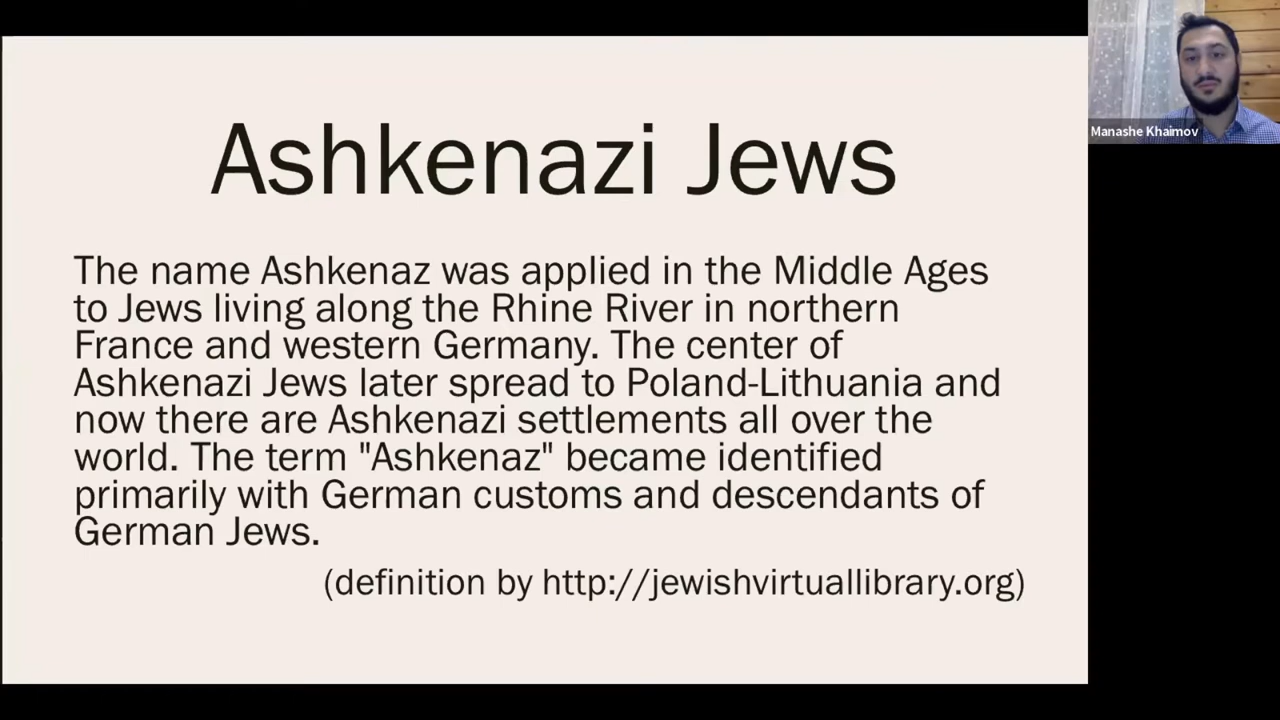 Ashkenazi Jews
The name Ashkenaz was applied in the Middle Ages
to Jews living along the Rhine River in northern
France and western Germany. The center of
Ashkenazi Jews later spread to Poland-Lithuania and
now there are Ashkenazi settlements all over the
world. The term "Ashkenaz" became identified
primarily with German customs and descendants of
German Jews.
(definition by http://jewishvirtuallibrary.org)
Manashe Khaimov